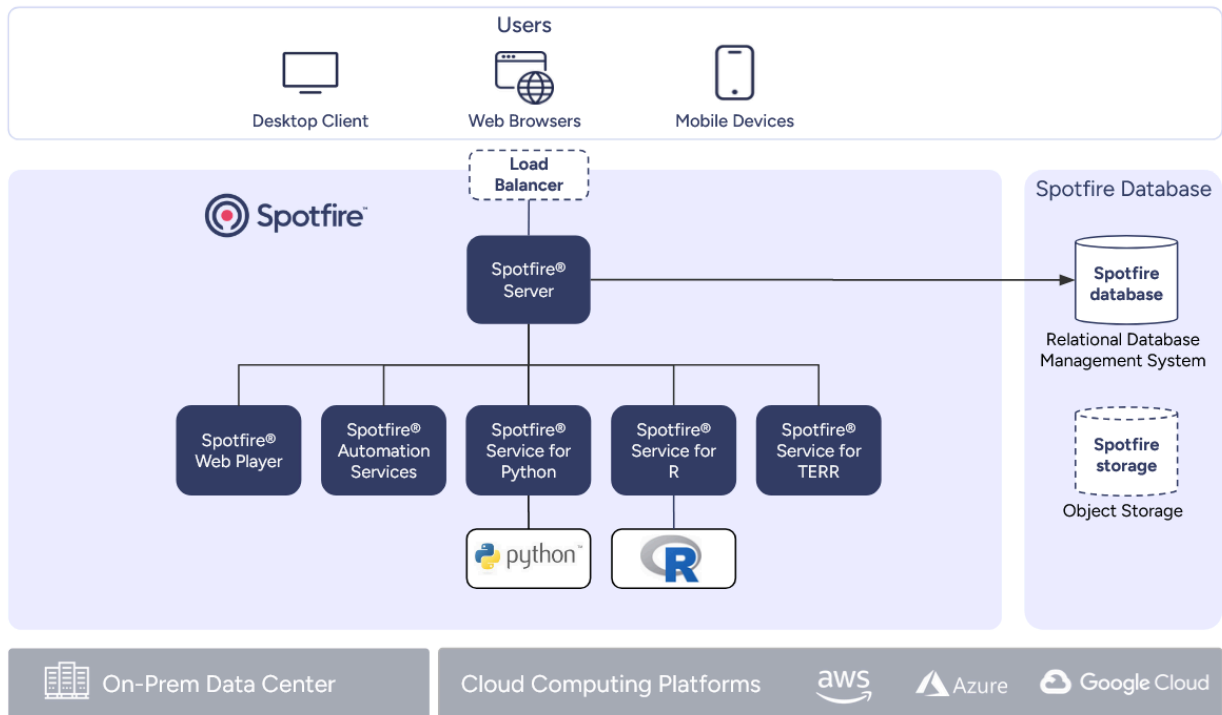 Users
Desktop Client
Web Browsers
Mobile Devices
Load
Balancer
Spotfire™
Spotfire Database
Spotfire®
Server
Spotfire
database
Relational Database
Management System
Spotfire®
Web Player
Spotfire®
Automation
Services
Spotfire®
Service for
Python
Spotfire®
Service for
R
Spotfire®
Service for
TERR
Spotfire
storage
Object Storage
python™
R
On-Prem Data Center
Cloud Computing Platforms
aws
Azure
Google Cloud